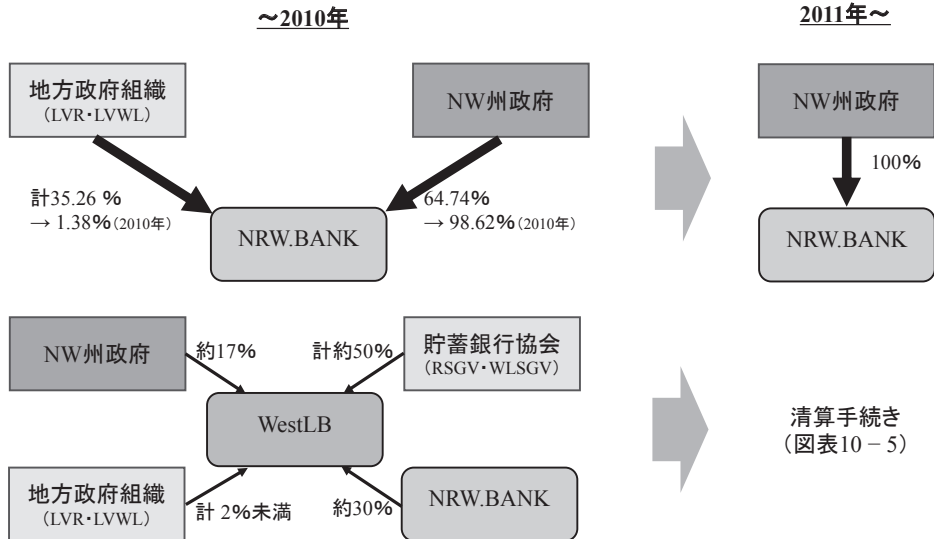 ～2010年
2011年～
地方政府組織
（LVR・LVWL）
NW州政府
NW州政府
計35.26 %
→ 1.38%（2010年）
64.74%
→ 98.62%（2010年）
100%
NRW.BANK
NRW.BANK
NW州政府
約17%
計約50%
貯蓄銀行協会
（RSGV・WLSGV）
WestLB
清算手続き
（図表10－5）
地方政府組織
（LVR・LVWL）
計 2%未満
約30%
NRW.BANK